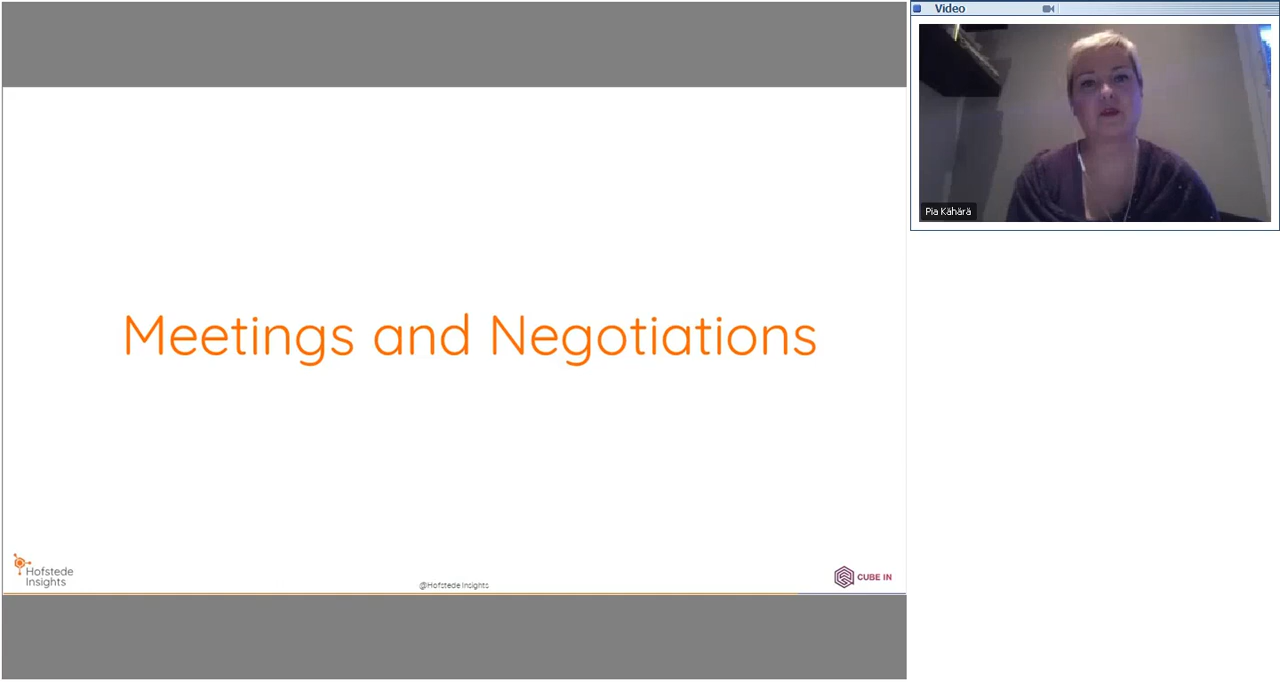 Video
Pia Kähärä
Meetings and Negotiations
Hofstede
Insights
@Hofstede Insights
CUBE IN